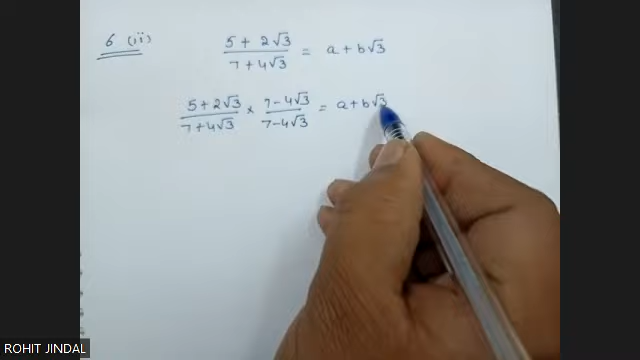 6 (ii)
(5 + 2√3)/(7 + 4√3) = a + b√3
(5 + 2√3)/(7 + 4√3) × (7 - 4√3)/(7 - 4√3) = a + b√3
ROHIT JINDAL